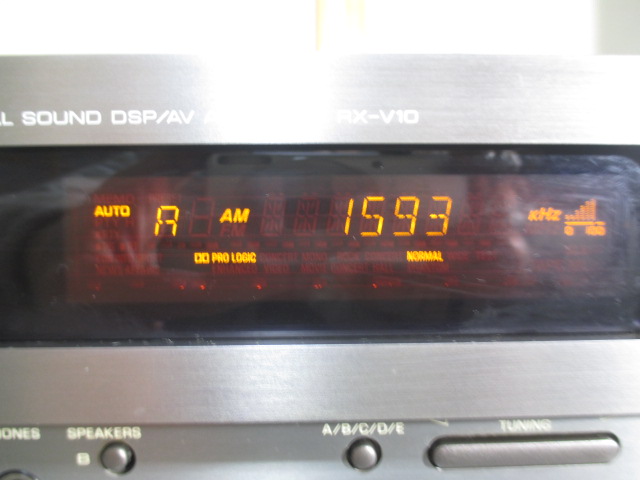 SOUND DSP/AV RX-V10
AUTO A AM 1593 kHz
PRO LOGIC NORMAL
SPEAKERS A/B/C/D/E TUNING
B